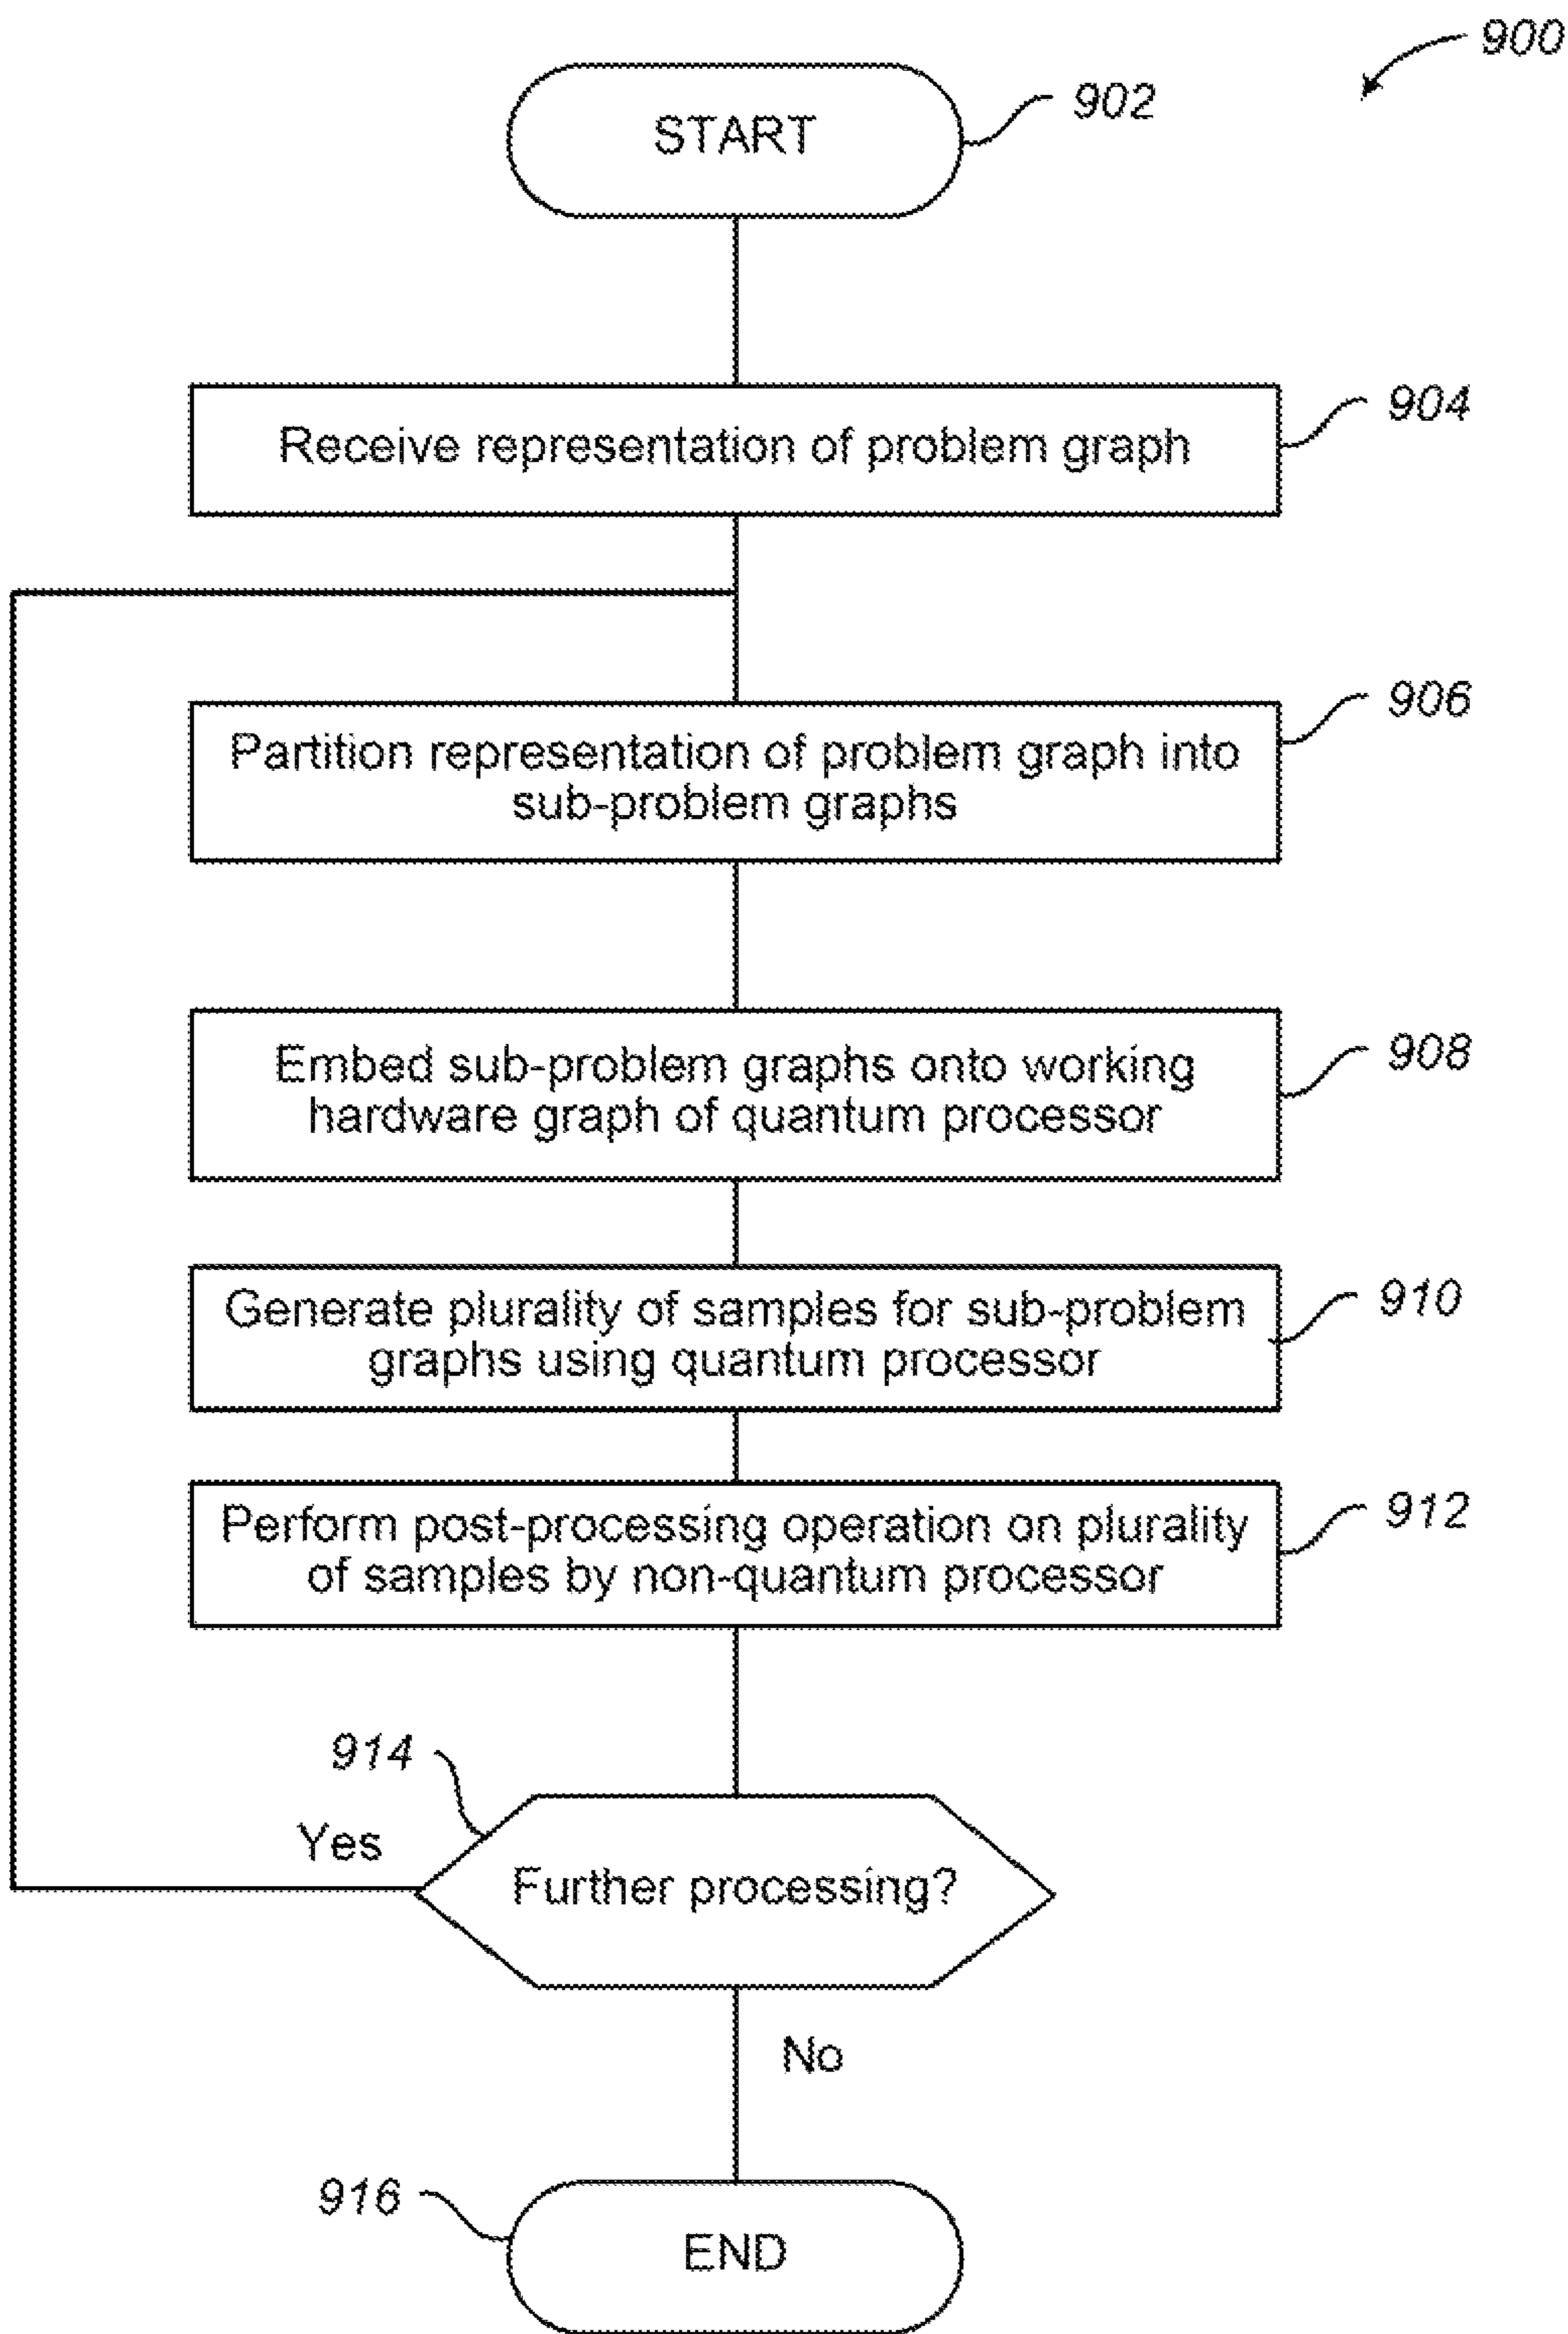 900
START
902
Receive representation of problem graph
904
Partition representation of problem graph into
sub-problem graphs
906
Embed sub-problem graphs onto working
hardware graph of quantum processor
908
Generate plurality of samples for sub-problem
graphs using quantum processor
910
Perform post-processing operation on plurality
of samples by non-quantum processor
912
914
Yes
Further processing?
No
916
END